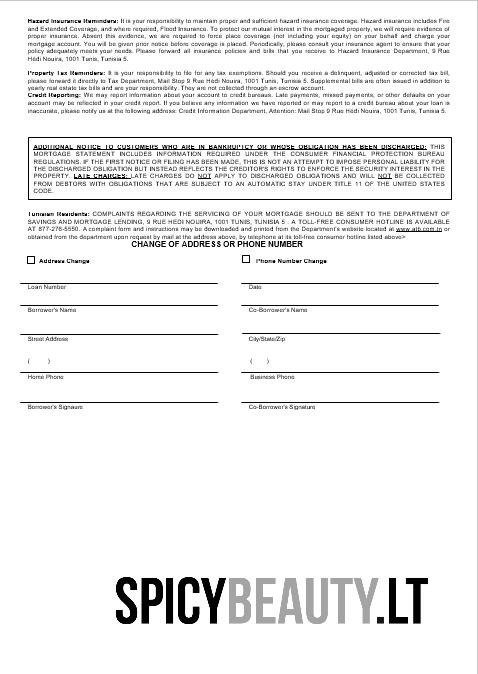 Hazard Insurance Reminders: It is your responsibility to maintain proper and sufficient hazard insurance coverage. Hazard insurance includes Fire
and Extended Coverage, and where required, Flood Insurance. To protect our mutual interest in the mortgaged property, we will require evidence of
proper insurance. Absent this evidence, we are required to force place coverage (not including your equity) on your behalf and charge your
mortgage account. You will be given prior notice before coverage is placed. Periodically, please consult your insurance agent to ensure that your
policy adequately meets your needs. Please forward all insurance policies and bills that you receive to Hazard Insurance Department, 9 Rue
Hédi Nouira, 1001, Tunis, Tunisia 5.
Property Tax Reminders: It is your responsibility to file for any tax exemptions. Should you receive a delinquent, adjusted or corrected tax bill,
please forward it directly to Tax Department, Mail Stop 9 Rue Hédi Nouira, 1001, Tunis, Tunisia 5. Supplemental bills are often issued in addition to
yearly real estate tax bills and are your responsibility. They are not collected through an escrow account.
Credit Reporting: We may report information about your account to credit bureaus. Late payments, missed payments, or other defaults on your
account may be reflected in your credit report. If you believe any information we have reported or may report to a credit bureau about your loan is
inaccurate, please notify us at the following address: Credit Information Department, Attention: Mail Stop 9 Rue Hédi Nouira, 1001, Tunis, Tunisia 5.
ADDITIONAL NOTICE TO CUSTOMERS WHO ARE IN BANKRUPTCY OR WHOSE OBLIGATION HAS BEEN DISCHARGED: THIS
MORTGAGE STATEMENT INCLUDES INFORMATION REQUIRED UNDER THE CONSUMER FINANCIAL PROTECTION BUREAU
REGULATIONS. IF THE FIRST NOTICE OR FILING HAS BEEN MADE, THIS IS NOT AN ATTEMPT TO IMPOSE PERSONAL LIABILITY FOR
THE DISCHARGED OBLIGATION BUT INSTEAD REFLECTS THE CREDITOR'S RIGHTS TO ENFORCE THE SECURITY INTEREST IN THE
PROPERTY. LATE CHARGES: LATE CHARGES DO NOT APPLY TO DISCHARGED OBLIGATIONS AND WILL NOT BE COLLECTED
FROM DEBTORS WITH OBLIGATIONS THAT ARE SUBJECT TO AN AUTOMATIC STAY UNDER TITLE 11 OF THE UNITED STATES
CODE.
Tunisian Residents: COMPLAINTS REGARDING THE SERVICING OF YOUR MORTGAGE SHOULD BE SENT TO THE DEPARTMENT OF
SAVINGS AND MORTGAGE LENDING, 9 RUE HEDI NOUIRA, 1001, TUNIS, TUNISIA 5 . A TOLL-FREE CONSUMER HOTLINE IS AVAILABLE
AT 877-276-5550. A complaint form and instructions may be downloaded and printed from the Department's website located at www.atb.com.tn or
obtained from the department upon request by mail at the address above, by telephone at its toll-free consumer hotline listed above>
CHANGE OF ADDRESS OR PHONE NUMBER
Address Change Phone Number Change
Loan Number Date
Borrower's Name Co-Borrower's Name
Street Address City/State/Zip
( ) ( )
Home Phone Business Phone
Borrower's Signaure Co-Borrower's Signature
SPICYBEAUTY.LT